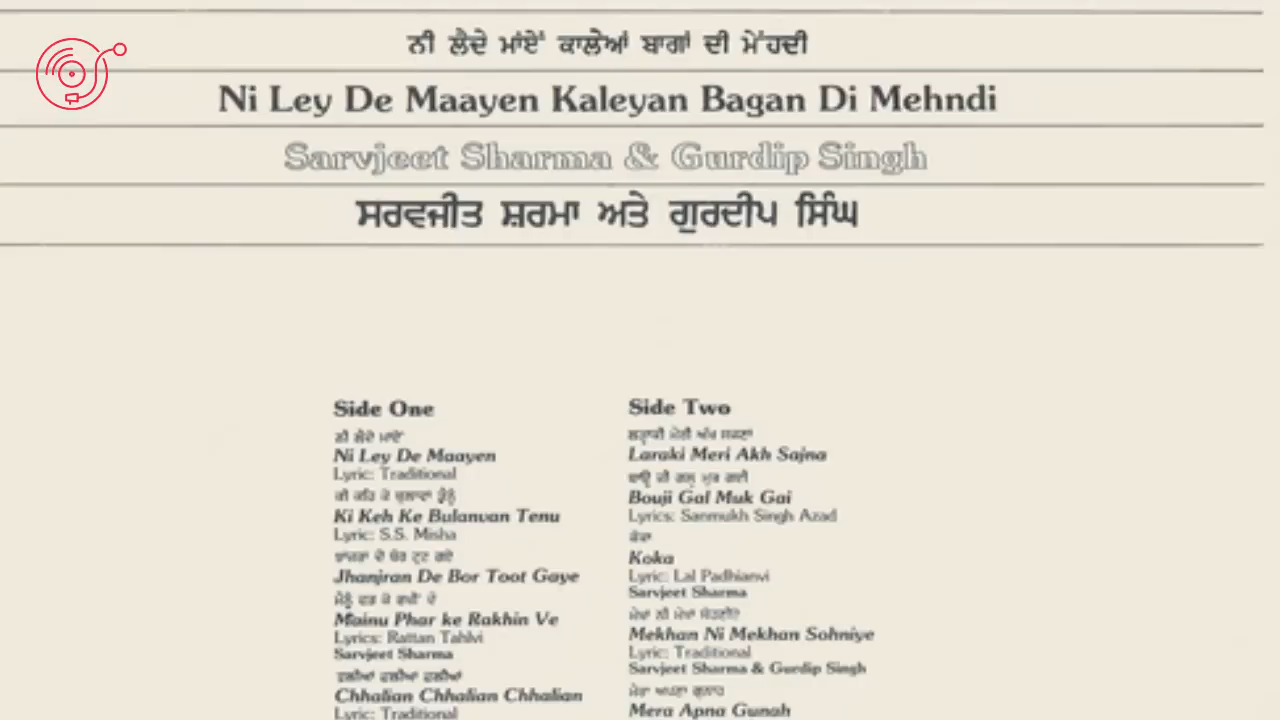 ਨੀ ਲੈਦੇ ਮਾਂਏਂ ਕਾਲੇਆਂ ਬਾਗਾਂ ਦੀ ਮੇਂਹਦੀ
Ni Ley De Maayen Kaleyan Bagan Di Mehndi
Sarvjeet Sharma & Gurdip Singh
ਸਰਵਜੀਤ ਸ਼ਰਮਾ ਅਤੇ ਗੁਰਦੀਪ ਸਿੰਘ
Side One
Ni Ley De Maayen
Lyric: Traditional
Ki Keh Ke Bulanvan Tenu
Lyric: S.S. Misha
Jhanjran De Bor Toot Gaye
Mainu Phar ke Rakhin Ve
Lyrics: Rattan Tahlvi
Sarvjeet Sharma
Chhalian Chhalian Chhalian
Lyric: Traditional
Side Two
Laraki Meri Akh Sajna
Bouji Gal Muk Gai
Lyrics: Sanmukh Singh Azad
Koka
Lyric: Lal Padhianvi
Sarvjeet Sharma
Mekhan Ni Mekhan Sohniye
Lyric: Traditional
Sarvjeet Sharma & Gurdip Singh
Mera Apna Gunah